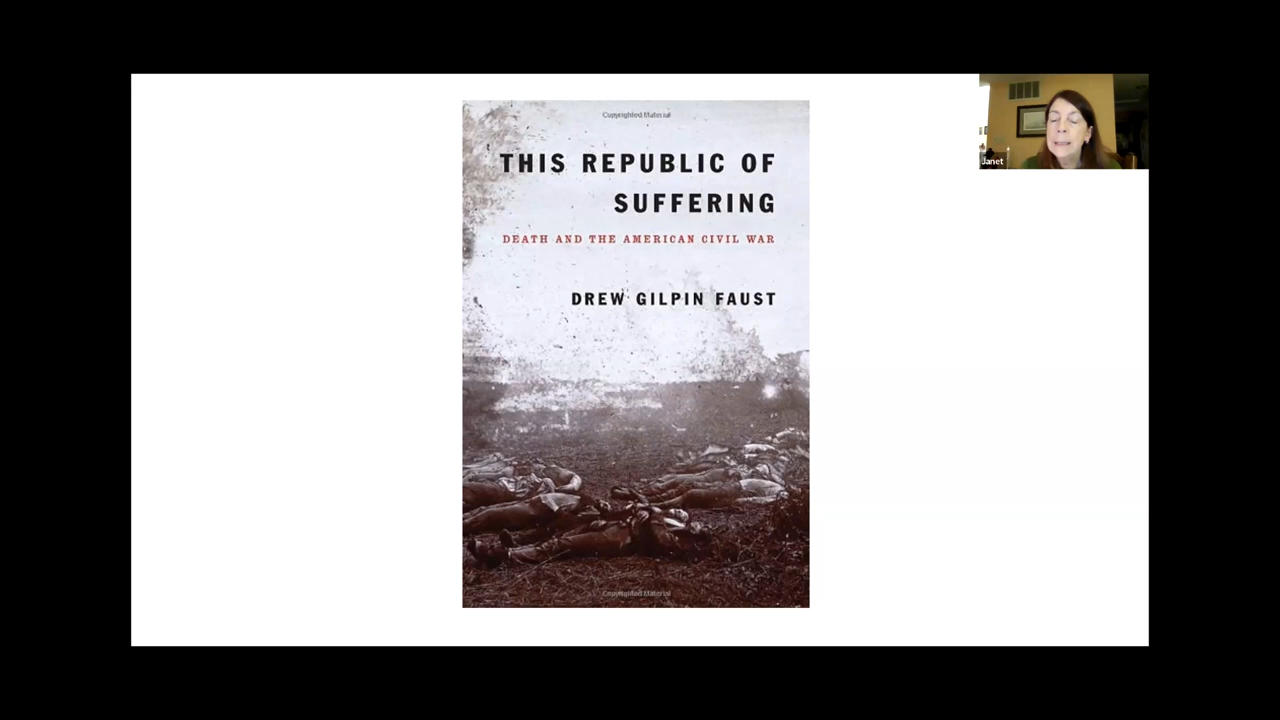 Copyrighted Material
THIS REPUBLIC OF
SUFFERING
DEATH AND THE AMERICAN CIVIL WAR
DREW GILPIN FAUST
Copyrighted Material
Janet